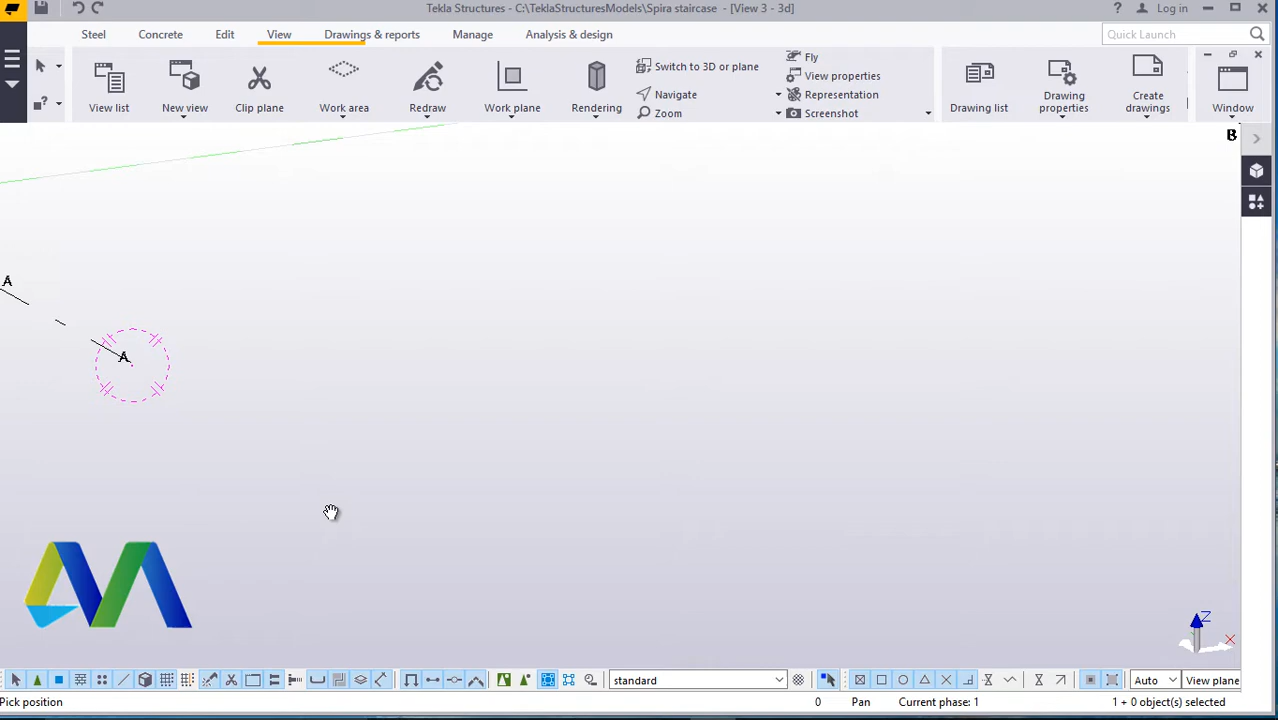 Tekla Structures - C:\TeklaStructuresModels\Spira staircase - [View 3 - 3d]
? Log in
Steel Concrete Edit View Drawings & reports Manage Analysis & design Quick Launch
View list
New view
Clip plane
Work area
Redraw
Work plane
Rendering
Switch to 3D or plane
Navigate
Zoom
Fly
View properties
Representation
Screenshot
Drawing list
Drawing properties
Create drawings
Window
B
A
A
Z
standard
Auto
View plane
Pick position
0
Pan
Current phase: 1
1 + 0 object(s) selected